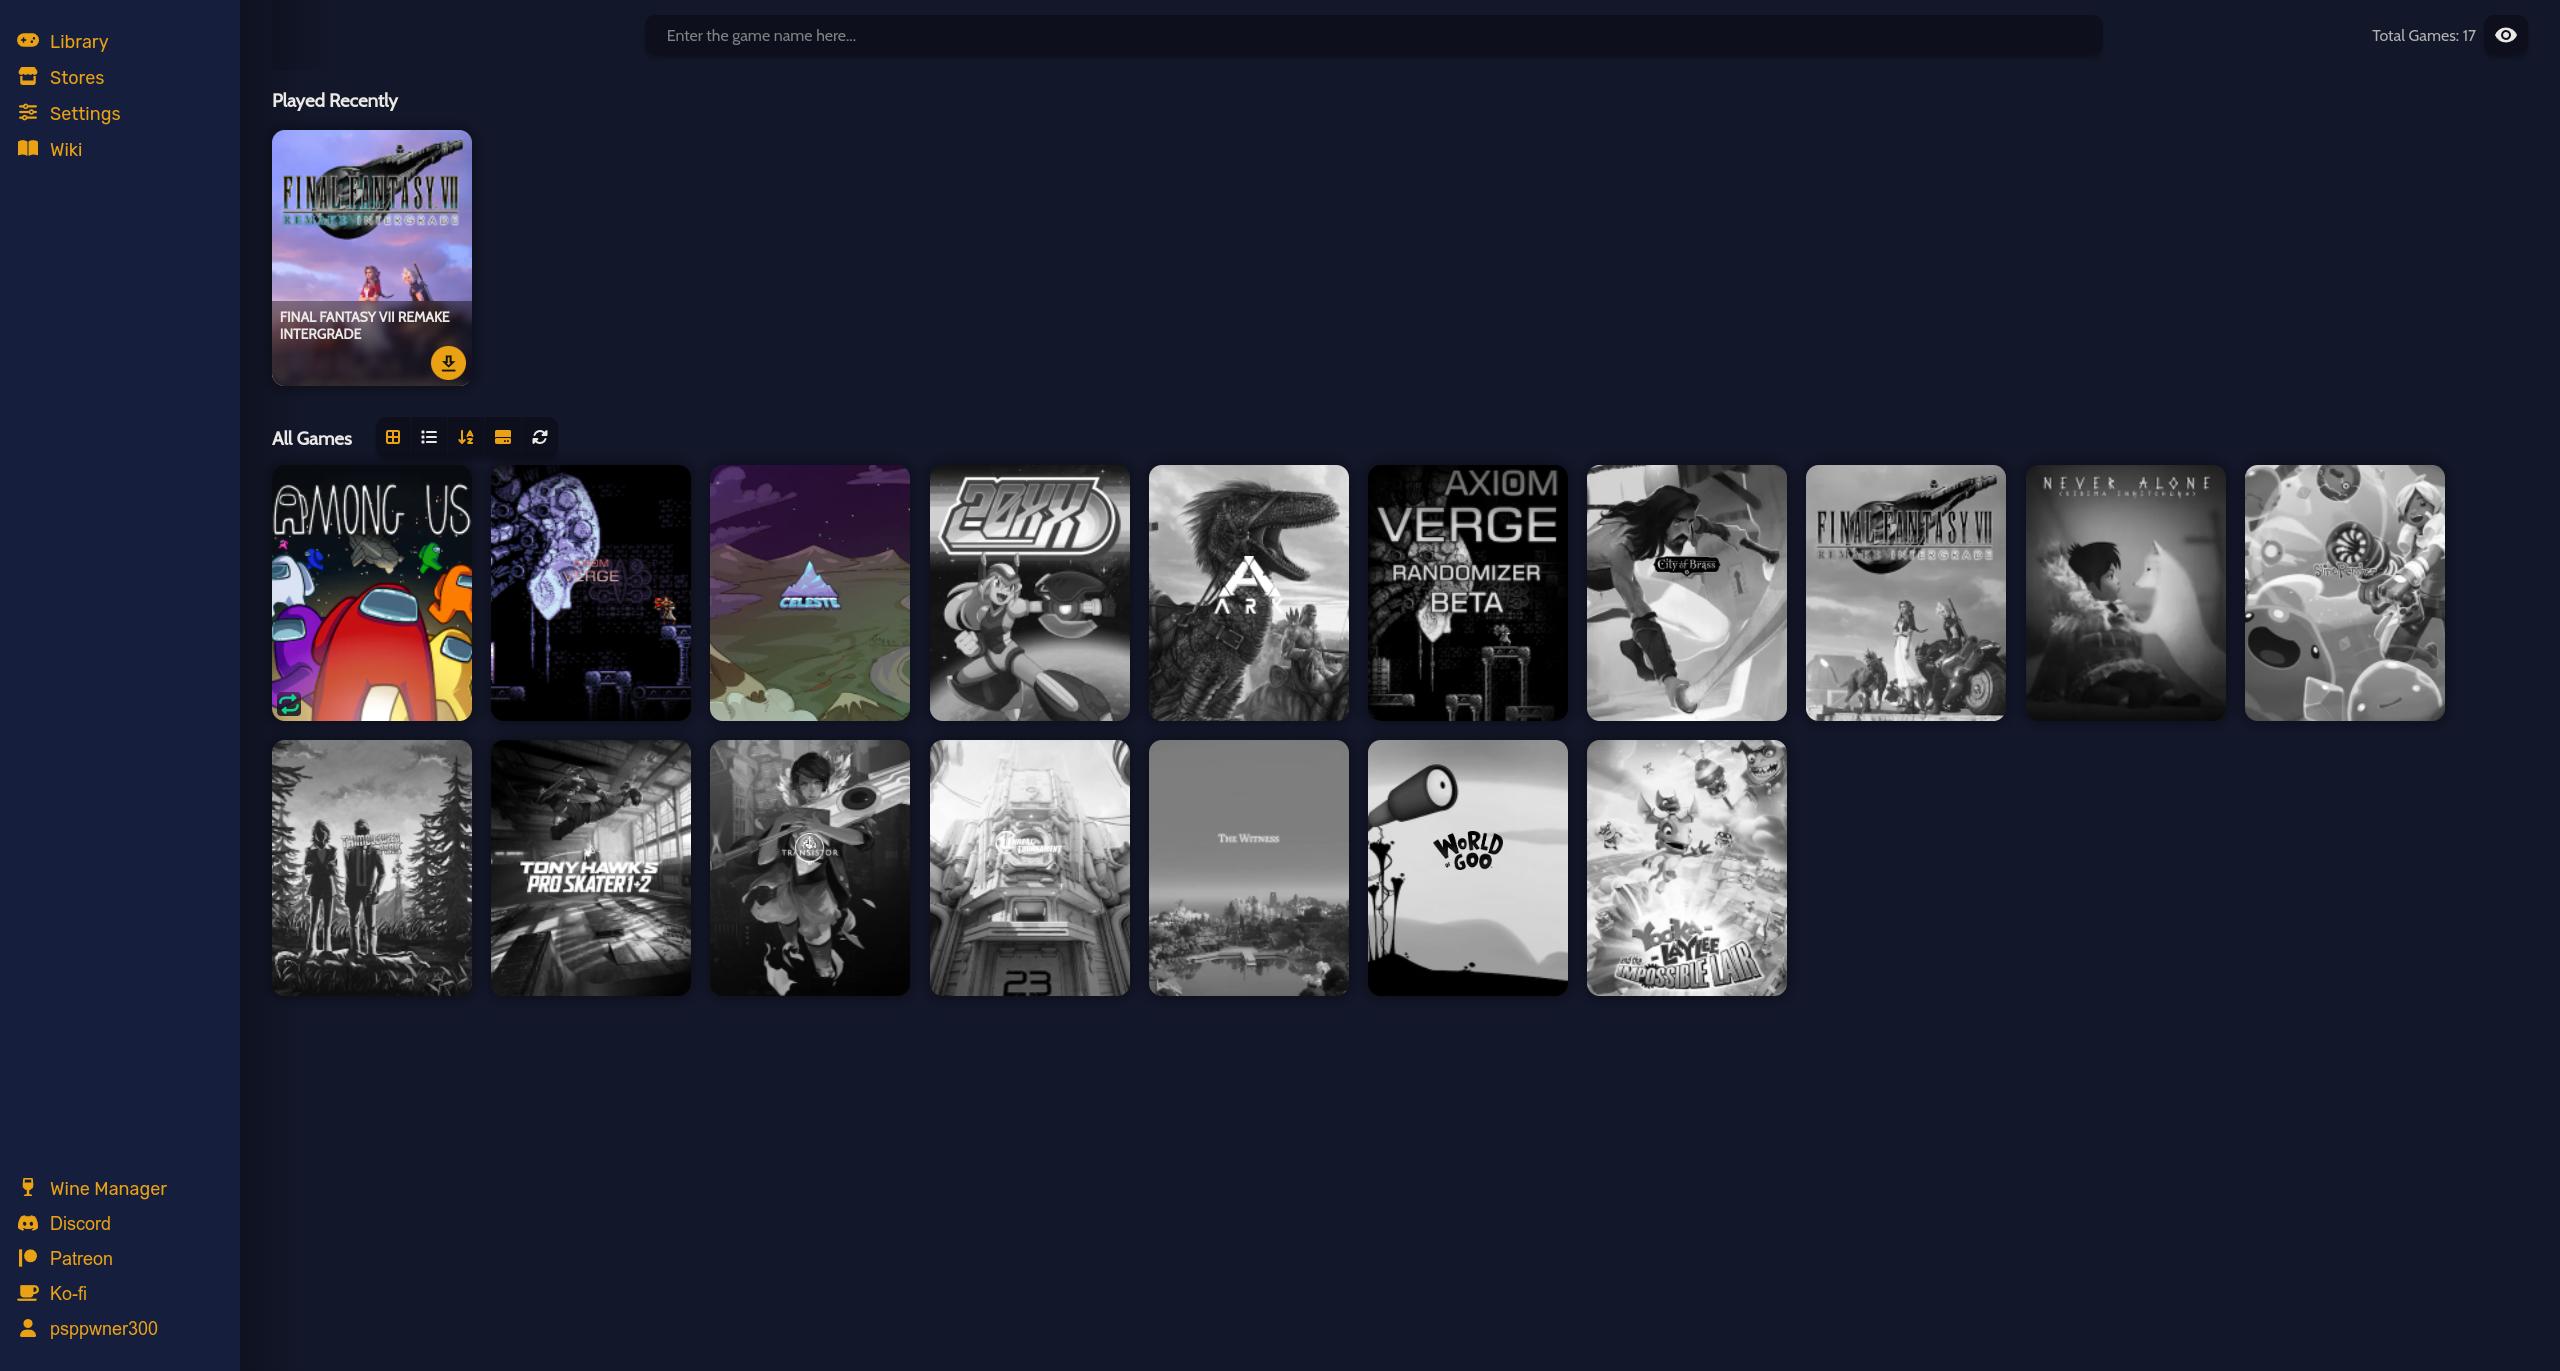 Library
Stores
Settings
Wiki
Enter the game name here...
Total Games: 17
Played Recently
FINAL FANTASY VII
REMAKE INTERGRADE
FINAL FANTASY VII REMAKE
INTERGRADE
All Games
AMONG US
AXIOM
VERGE
CELESTE
20XX
ARK
AXIOM
VERGE
RANDOMIZER
BETA
City of Brass
FINAL FANTASY VII
REMAKE INTERGRADE
NEVER ALONE
Slime Rancher
TONY HAWK'S
PRO SKATER 1+2
TRANSISTOR
UNREAL
TOURNAMENT
23
THE WITNESS
WORLD
of GOO
YOOKA-
LAYLEE
and the
IMPOSSIBLE LAIR
Wine Manager
Discord
Patreon
Ko-fi
psppwner300